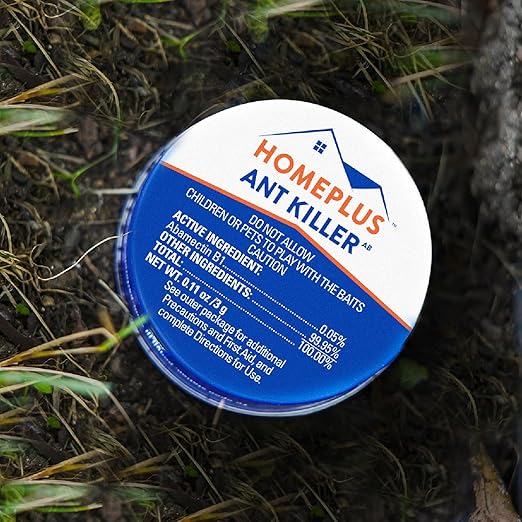 HOMEPLUS™
ANT KILLER AB
DO NOT ALLOW
CHILDREN OR PETS TO PLAY WITH THE BAITS
CAUTION
ACTIVE INGREDIENT:
Abamectin B1 ........ 0.05%
OTHER INGREDIENTS: ........ 99.95%
TOTAL ........ 100.00%
NET WT. 0.11 oz/3 g
See outer package for additional
Precautions and First Aid, and
complete Directions for Use.